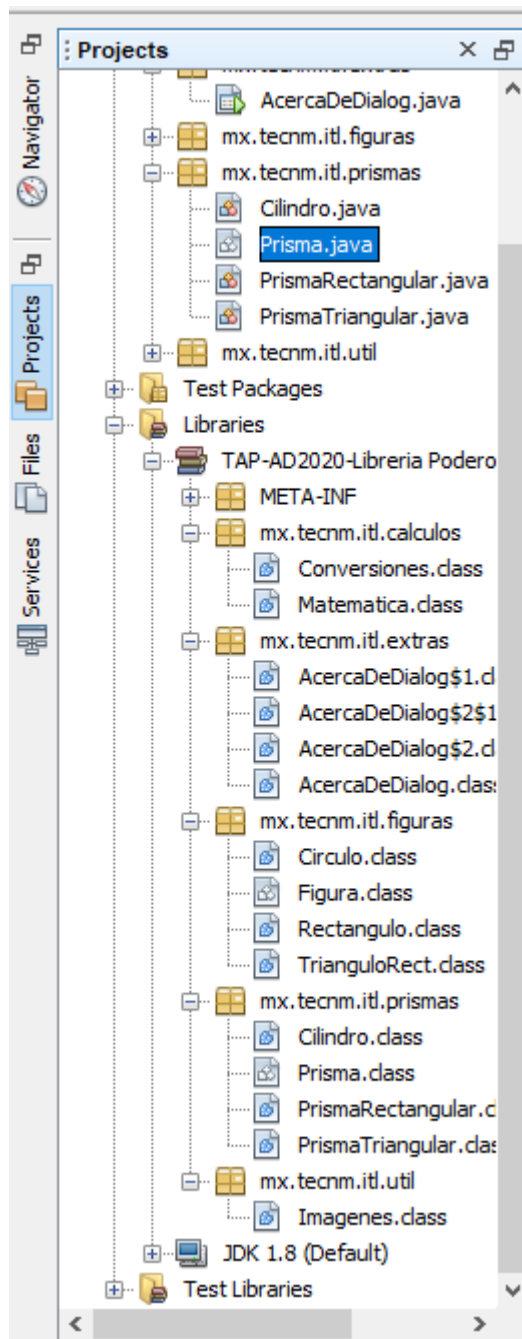 Projects
AcercaDeDialog.java
mx.tecnm.itl.figuras
mx.tecnm.itl.prismas
Cilindro.java
Prisma.java
PrismaRectangular.java
PrismaTriangular.java
mx.tecnm.itl.util
Test Packages
Libraries
TAP-AD2020-Libreria Podero
META-INF
mx.tecnm.itl.calculos
Conversiones.class
Matematica.class
mx.tecnm.itl.extras
AcercaDeDialog$1.cl
AcercaDeDialog$2$1
AcercaDeDialog$2.cl
AcercaDeDialog.class
mx.tecnm.itl.figuras
Circulo.class
Figura.class
Rectangulo.class
TrianguloRect.class
mx.tecnm.itl.prismas
Cilindro.class
Prisma.class
PrismaRectangular.cl
PrismaTriangular.clas
mx.tecnm.itl.util
Imagenes.class
JDK 1.8 (Default)
Test Libraries
Navigator
Projects
Files
Services